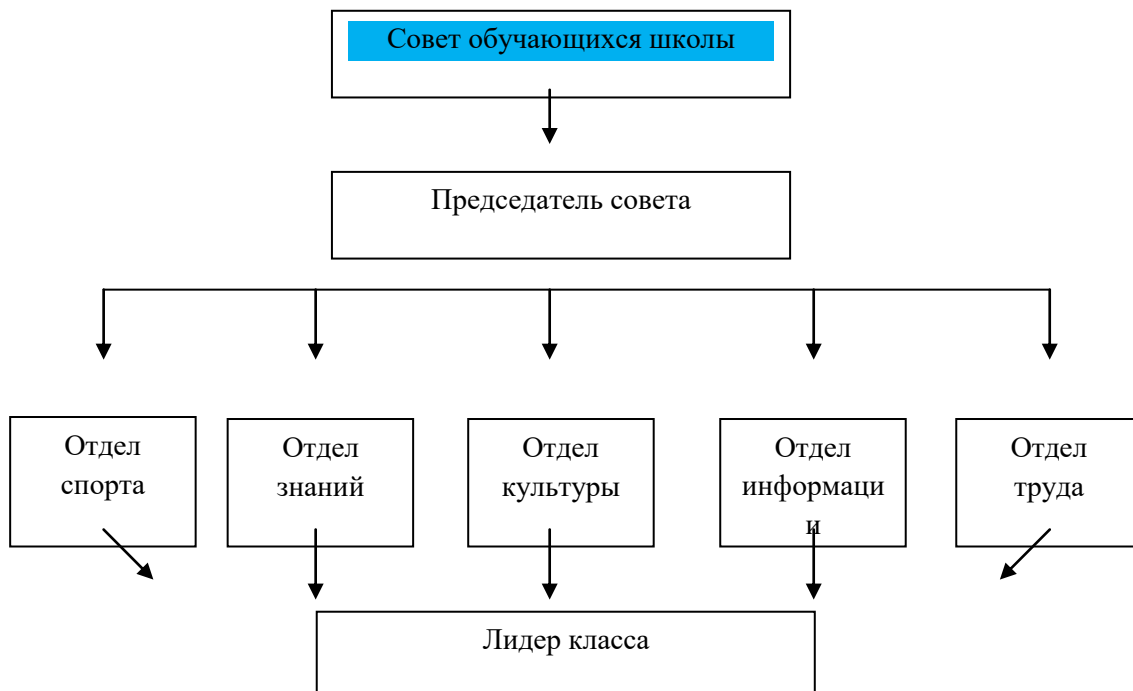 Совет обучающихся школы
Председатель совета
Отдел
спорта
Отдел
знаний
Отдел
культуры
Отдел
информаци
и
Отдел
труда
Лидер класса